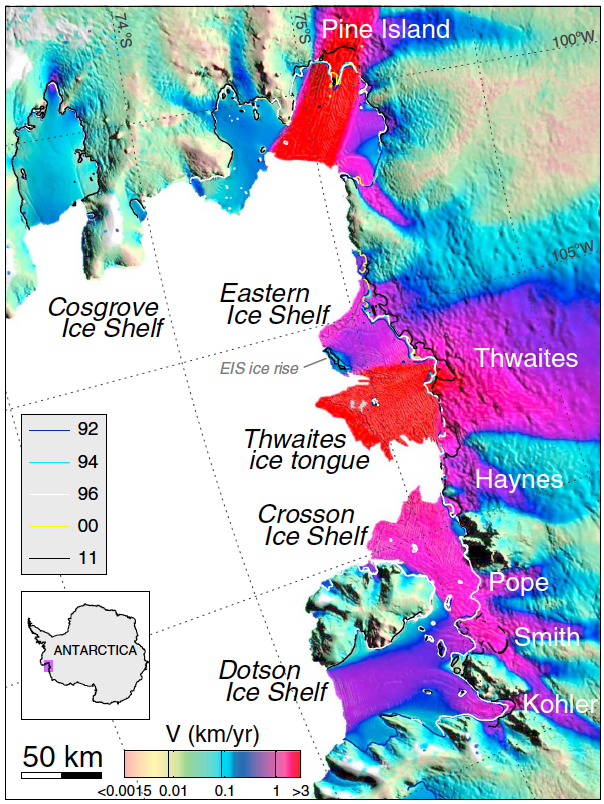 74°S
75°S
Pine Island
100°W
105°W
Cosgrove
Ice Shelf
Eastern
Ice Shelf
EIS ice rise
Thwaites
Thwaites
ice tongue
Haynes
Crosson
Ice Shelf
Pope
Smith
Dotson
Ice Shelf
Kohler
92
94
96
00
11
ANTARCTICA
50 km
V (km/yr)
<0.0015 0.01 0.1 1 >3